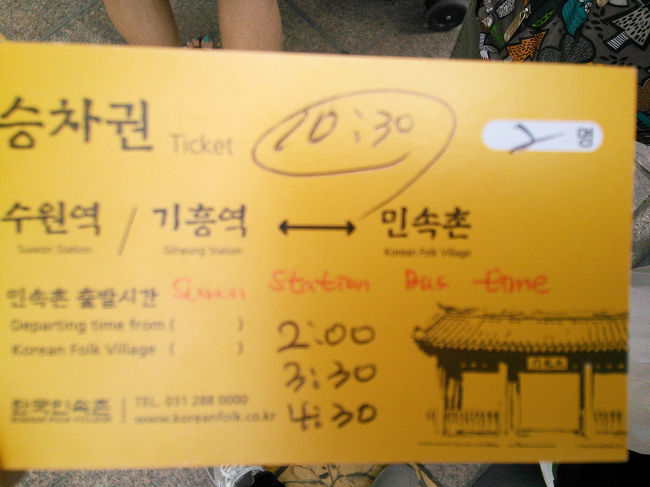 승차권 Ticket 10:30 2 명
수원역 / 기흥역 ↔ 민속촌
Suwon Station Giheung Station Korean Folk Village
민속촌 출발시간 Suwon Station Bus time
Departing time from ( ) 2:00
Korean Folk Village ( ) 3:30
한국민속촌 TEL. 031 288 0000 4:30
KOREAN FOLK VILLAGE www.koreanfolk.co.kr